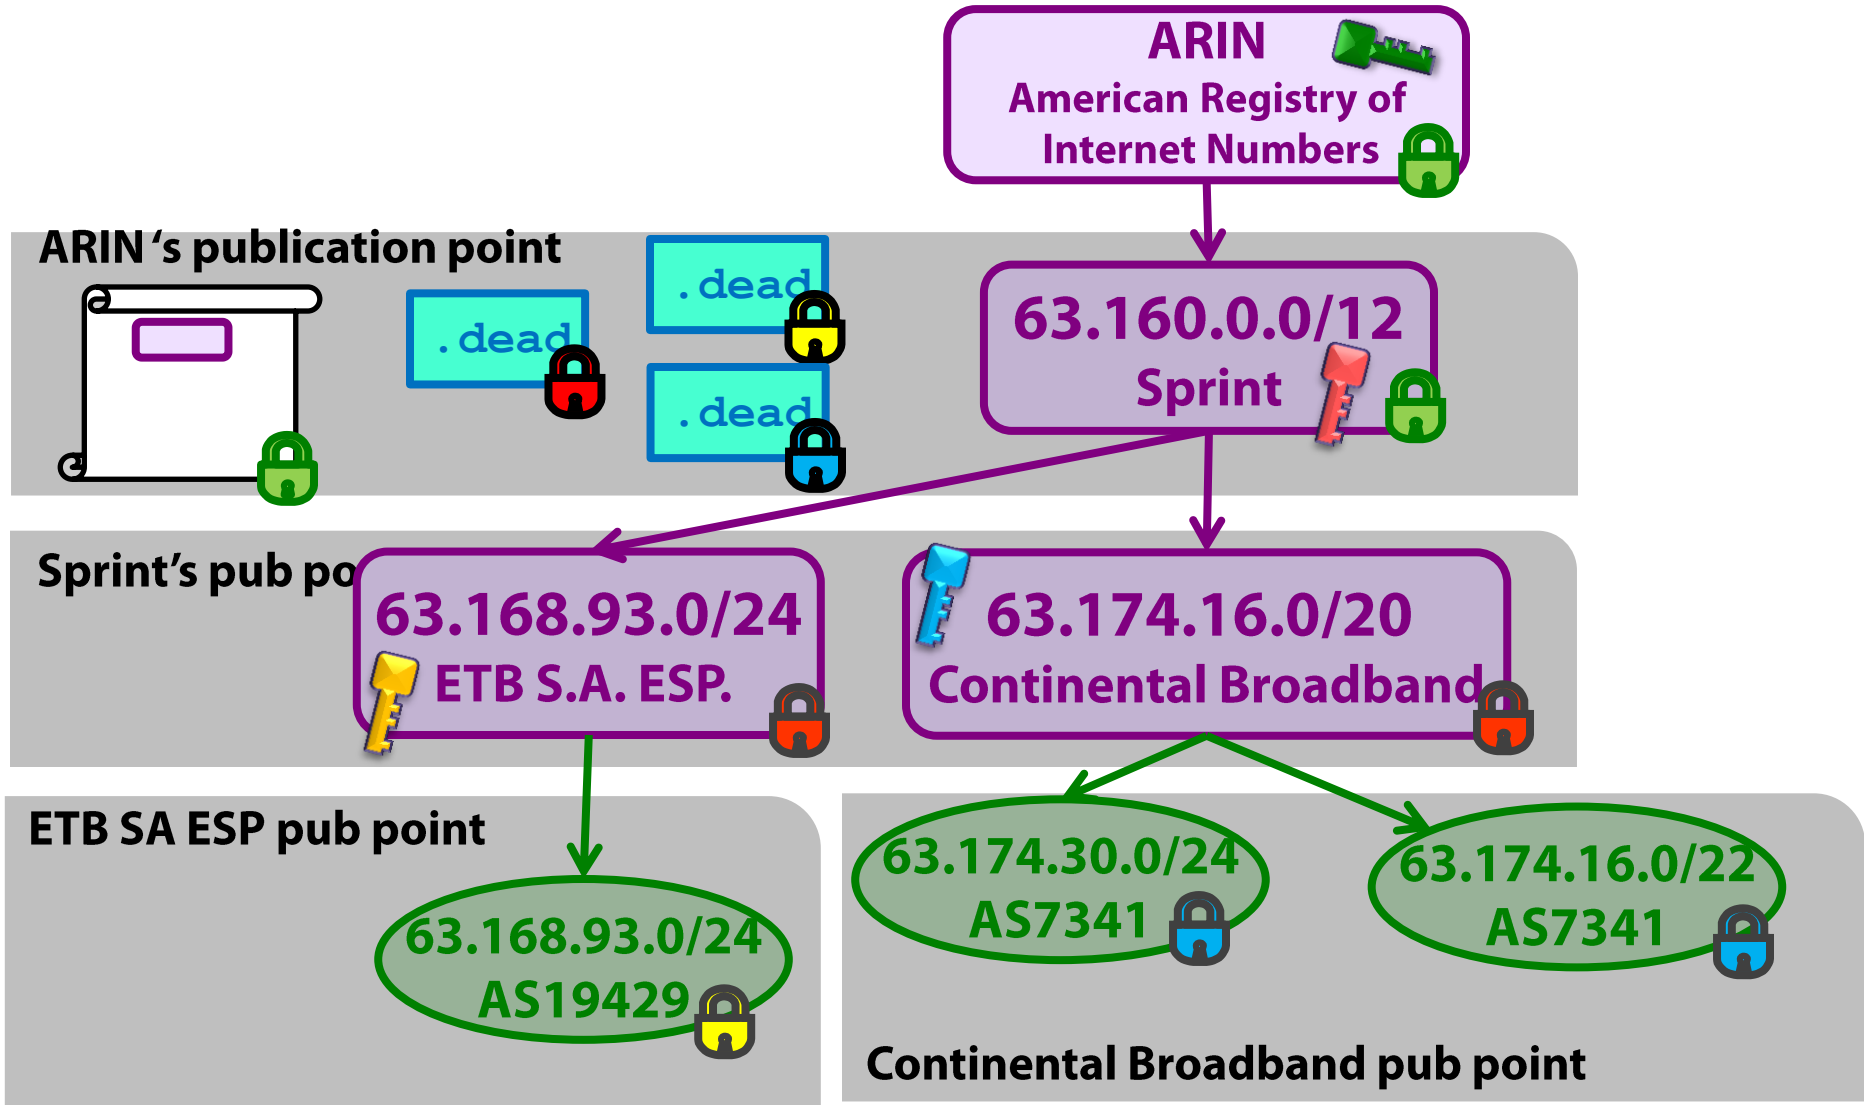 ARIN
American Registry of
Internet Numbers
ARIN ‘s publication point
.dead
.dead
.dead
63.160.0.0/12
Sprint
Sprint’s pub po
63.168.93.0/24
ETB S.A. ESP.
63.174.16.0/20
Continental Broadband
ETB SA ESP pub point
63.168.93.0/24
AS19429
63.174.30.0/24
AS7341
63.174.16.0/22
AS7341
Continental Broadband pub point